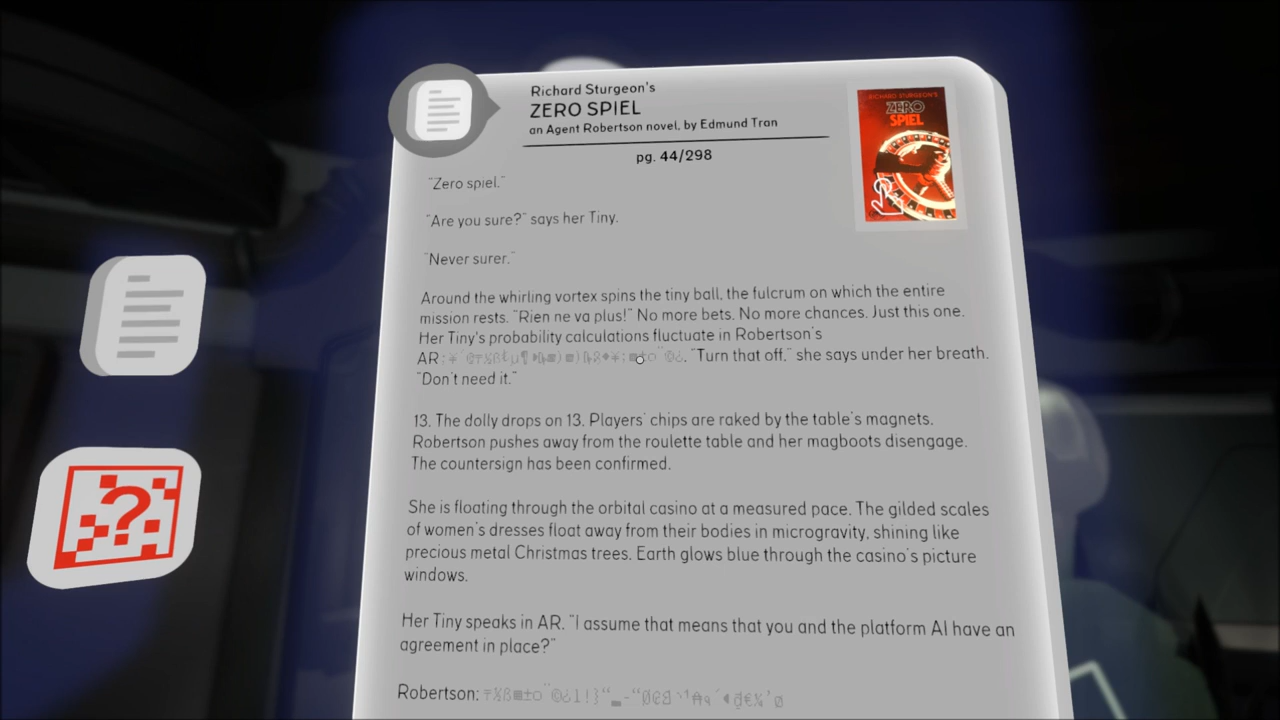 Richard Sturgeon's
ZERO SPIEL
an Agent Robertson novel, by Edmund Tran
pg. 44/298
RICHARD STURGEON'S
ZERO
SPIEL
"Zero spiel."
"Are you sure?" says her Tiny.
"Never surer."
Around the whirling vortex spins the tiny ball, the fulcrum on which the entire
mission rests. "Rien ne va plus!" No more bets. No more chances. Just this one.
Her Tiny's probability calculations fluctuate in Robertson's
AR "Turn that off," she says under her breath.
"Don't need it."
13. The dolly drops on 13. Players' chips are raked by the table's magnets.
Robertson pushes away from the roulette table and her magboots disengage.
The countersign has been confirmed.
She is floating through the orbital casino at a measured pace. The gilded scales
of women's dresses float away from their bodies in microgravity, shining like
precious metal Christmas trees. Earth glows blue through the casino's picture
windows.
Her Tiny speaks in AR. "I assume that means that you and the platform AI have an
agreement in place?"
Robertson:
?